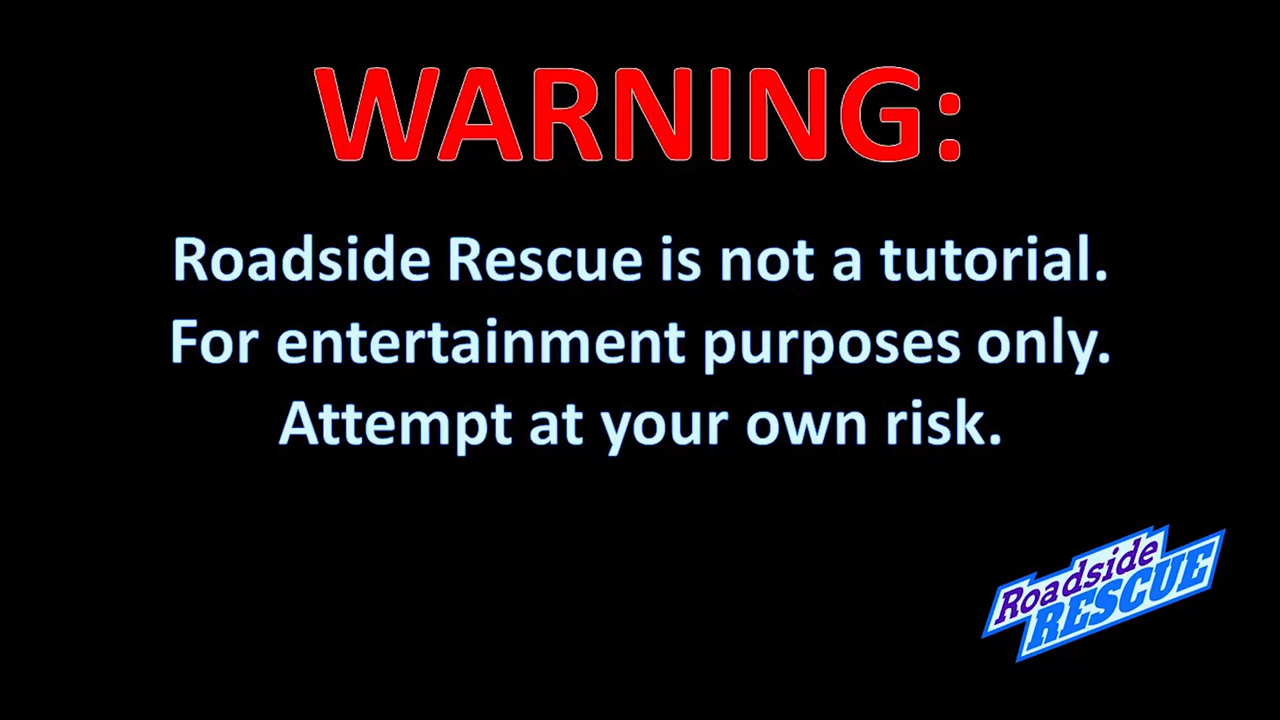 WARNING:
Roadside Rescue is not a tutorial.
For entertainment purposes only.
Attempt at your own risk.
Roadside
RESCUE